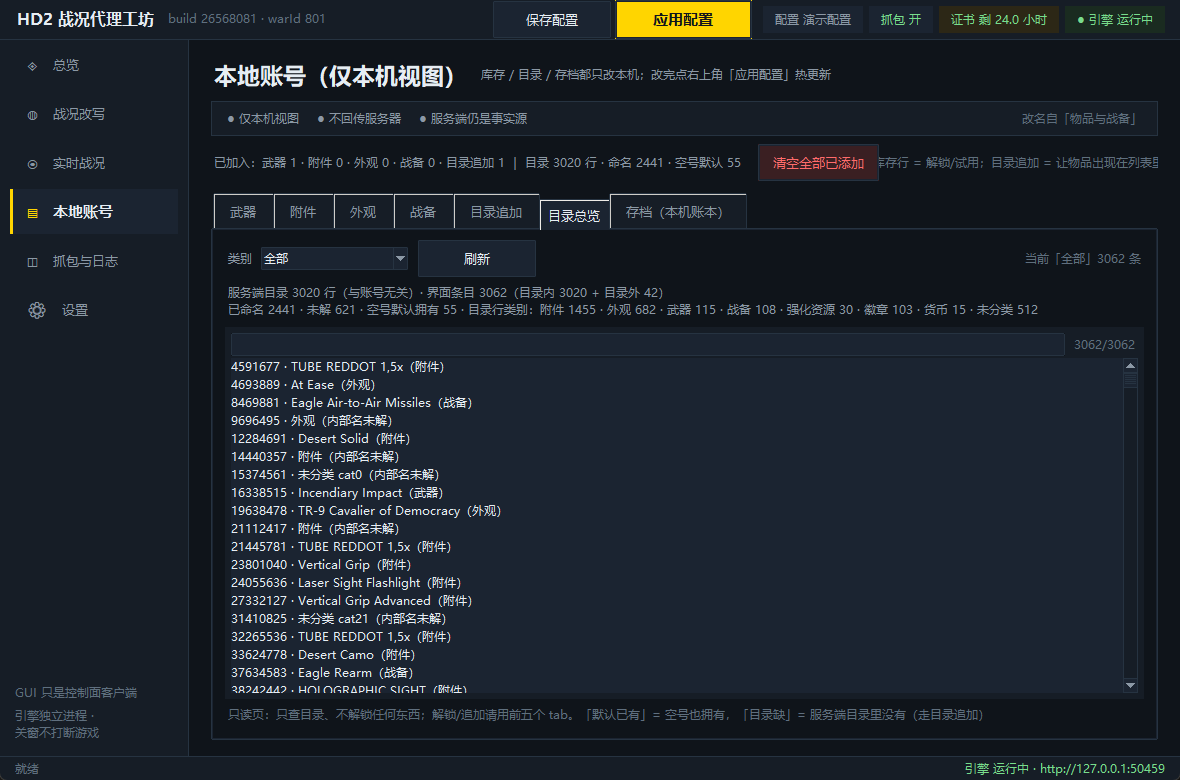 HD2 战况代理工坊 build 26568081 · warId 801 保存配置 应用配置 配置 演示配置 抓包 开 证书 剩 24.0 小时 ● 引擎 运行中
总览
战况改写
实时战况
本地账号
抓包与日志
设置
GUI 只是控制面客户端
引擎独立进程 ·
关窗不打断游戏
本地账号（仅本机视图） 库存 / 目录 / 存档都只改本机；改完点右上角「应用配置」热更新
● 仅本机视图 ● 不回传服务器 ● 服务端仍是事实源 改名自「物品与战备」
已加入：武器 1 · 附件 0 · 外观 0 · 战备 0 · 目录追加 1 | 目录 3020 行 · 命名 2441 · 空号默认 55 清空全部已添加 库存行 = 解锁/试用；目录追加 = 让物品出现在列表
武器 附件 外观 战备 目录追加 目录总览 存档（本机账本）
类别 全部 刷新 当前「全部」3062 条
服务端目录 3020 行（与账号无关）· 界面条目 3062（目录内 3020 + 目录外 42）
已命名 2441 · 未解 621 · 空号默认拥有 55 · 目录行类别：附件 1455 · 外观 682 · 武器 115 · 战备 108 · 强化资源 30 · 徽章 103 · 货币 15 · 未分类 512
3062/3062
4591677 · TUBE REDDOT 1,5x（附件）
4693889 · At Ease（外观）
8469881 · Eagle Air-to-Air Missiles（战备）
9696495 · 外观（内部名未解）
12284691 · Desert Solid（附件）
14440357 · 附件（内部名未解）
15374561 · 未分类 cat0（内部名未解）
16338515 · Incendiary Impact（武器）
19638478 · TR-9 Cavalier of Democracy（外观）
21112417 · 附件（内部名未解）
21445781 · TUBE REDDOT 1,5x（附件）
23801040 · Vertical Grip（附件）
24055636 · Laser Sight Flashlight（附件）
27332127 · Vertical Grip Advanced（附件）
31410825 · 未分类 cat21（内部名未解）
32265536 · TUBE REDDOT 1,5x（附件）
33624778 · Desert Camo（附件）
37634583 · Eagle Rearm（战备）
38242442 · HOLOGRAPHIC SIGHT（附件）
只读页：只查目录、不解锁任何东西；解锁/追加请用前五个 tab。「默认已有」= 空号也拥有，「目录缺」= 服务端目录里没有（走目录追加）
就绪 引擎 运行中 · http://127.0.0.1:50459